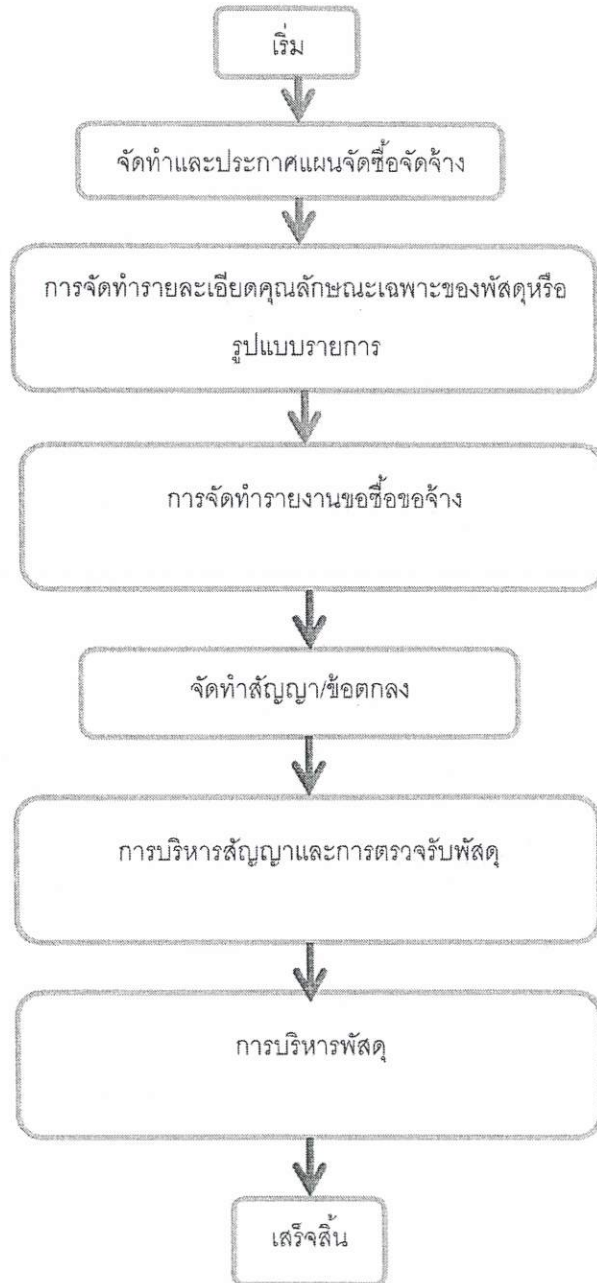 เริ่ม
จัดทำและประกาศแผนจัดซื้อจัดจ้าง
การจัดทำรายละเอียดคุณลักษณะเฉพาะของพัสดุหรือ
รูปแบบรายการ
การจัดทำรายงานขอซื้อขอจ้าง
จัดทำสัญญา/ข้อตกลง
การบริหารสัญญาและการตรวจรับพัสดุ
การบริหารพัสดุ
เสร็จสิ้น